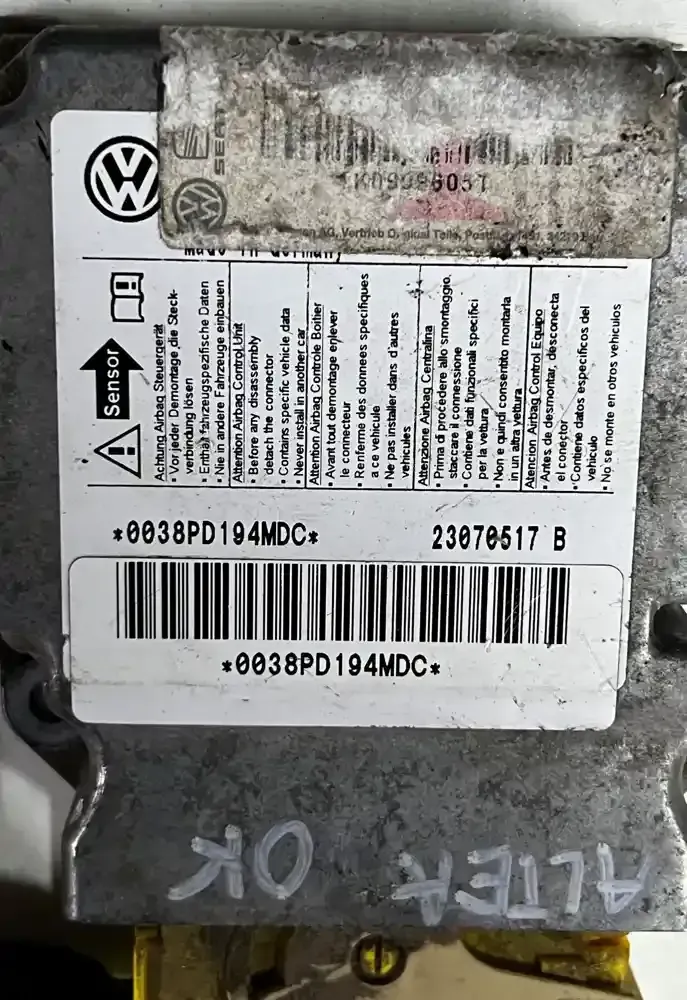 SEAT
Made in Germany
Sensor
Achtung Airbag Steuergerät
• Vor jeder Demontage die Steck-
verbindung lösen
• Enthält fahrzeugspezifische Daten
• Nie in andere Fahrzeuge einbauen
Attention Airbag Control Unit
• Before any disassembly
detach the connector
• Contains specific vehicle data
• Never install in another car
Attention Airbag Controle Boitier
• Avant tout demontage enlever
le connecteur
• Renferme des donnees specifiques
a ce vehicule
• Ne pas installer dans d'autres
vehicules
Attenzione Airbag Centralina
• Prima di procedere allo smontaggio,
staccare il connessione
• Contiene dati funzionali specifici
per la vettura
• Non e quindi consentito montarla
in un altra vettura
Atencion Airbag Control Equipo
• Antes de desmontar, desconecta
el conector
• Contiene datos especificos del
vehiculo
• No se monte en otros vehiculos
*0038PD194MDC*
23070517 B
*0038PD194MDC*
ALTEA OK